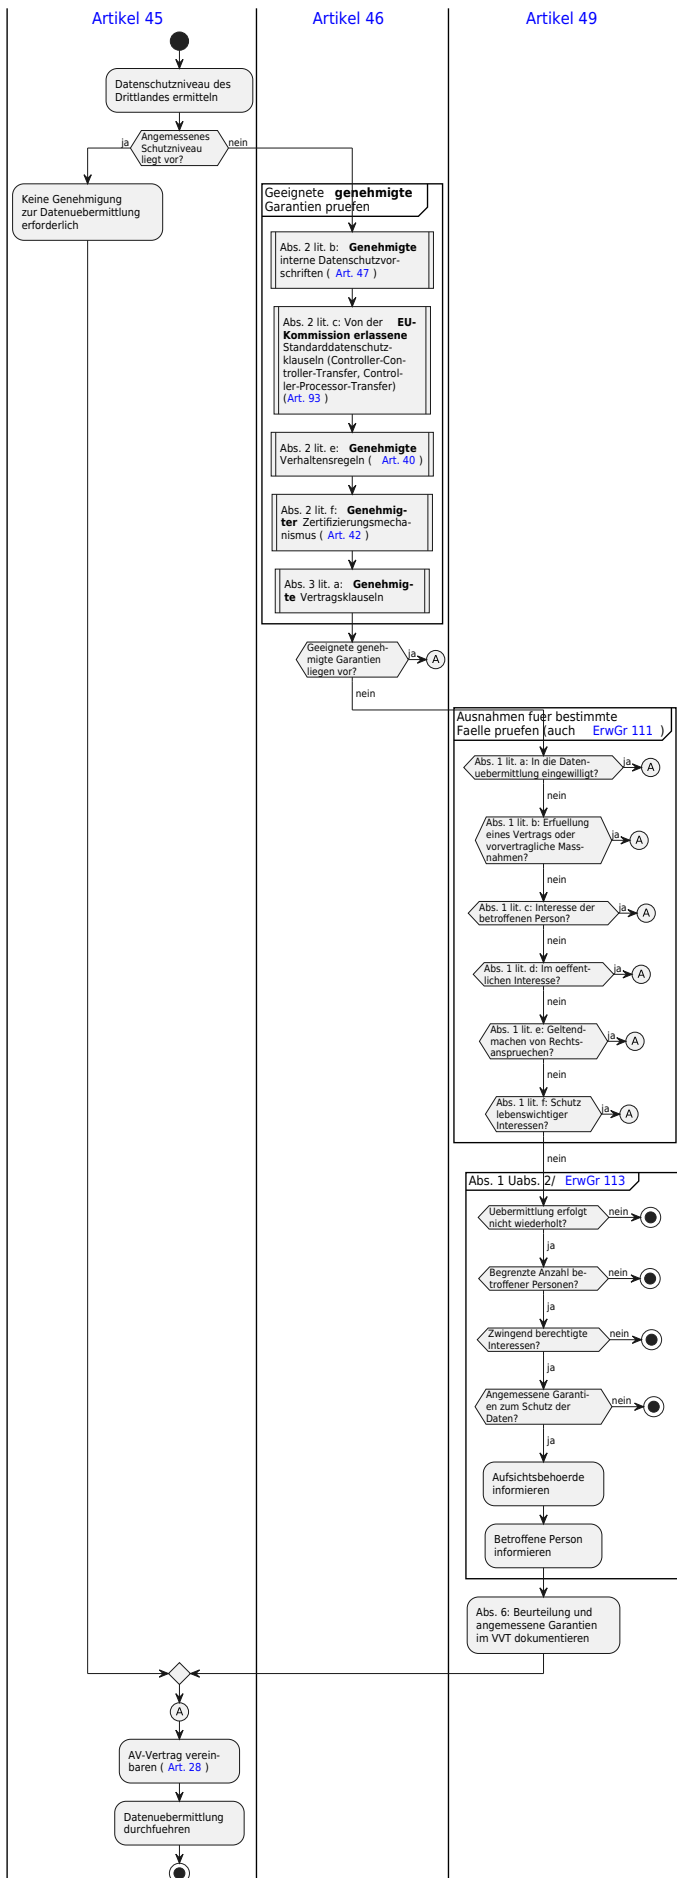 Artikel 45
Artikel 46
Artikel 49
Datenschutzniveau des
Drittlandes ermitteln
Angemessenes
Schutzniveau
liegt vor?
ja
nein
Keine Genehmigung
zur Datenuebermittlung
erforderlich
Geeignete genehmigte
Garantien pruefen
Abs. 2 lit. b: Genehmigte
interne Datenschutzvor-
schriften ( Art. 47 )
Abs. 2 lit. c: Von der EU-
Kommission erlassene
Standarddatenschutz-
klauseln (Controller-Con-
troller-Transfer, Control-
ler-Processor-Transfer)
(Art. 93 )
Abs. 2 lit. e: Genehmigte
Verhaltensregeln ( Art. 40 )
Abs. 2 lit. f: Genehmig-
ter Zertifizierungsmecha-
nismus ( Art. 42 )
Abs. 3 lit. a: Genehmig-
te Vertragsklauseln
Geeignete geneh-
migte Garantien
liegen vor?
ja
A
nein
Ausnahmen fuer bestimmte
Faelle pruefen (auch ErwGr 111 )
Abs. 1 lit. a: In die Daten-
uebermittlung eingewilligt?
ja
A
nein
Abs. 1 lit. b: Erfuellung
eines Vertrags oder
vorvertragliche Mass-
nahmen?
ja
A
nein
Abs. 1 lit. c: Interesse der
betroffenen Person?
ja
A
nein
Abs. 1 lit. d: Im oeffent-
lichen Interesse?
ja
A
nein
Abs. 1 lit. e: Geltend-
machen von Rechts-
anspruechen?
ja
A
nein
Abs. 1 lit. f: Schutz
lebenswichtiger
Interessen?
ja
A
nein
Abs. 1 Uabs. 2/ ErwGr 113
Uebermittlung erfolgt
nicht wiederholt?
nein
ja
Begrenzte Anzahl be-
troffener Personen?
nein
ja
Zwingend berechtigte
Interessen?
nein
ja
Angemessene Garanti-
en zum Schutz der
Daten?
nein
ja
Aufsichtsbehoerde
informieren
Betroffene Person
informieren
Abs. 6: Beurteilung und
angemessene Garantien
im VVT dokumentieren
A
AV-Vertrag verein-
baren ( Art. 28 )
Datenuebermittlung
durchfuehren